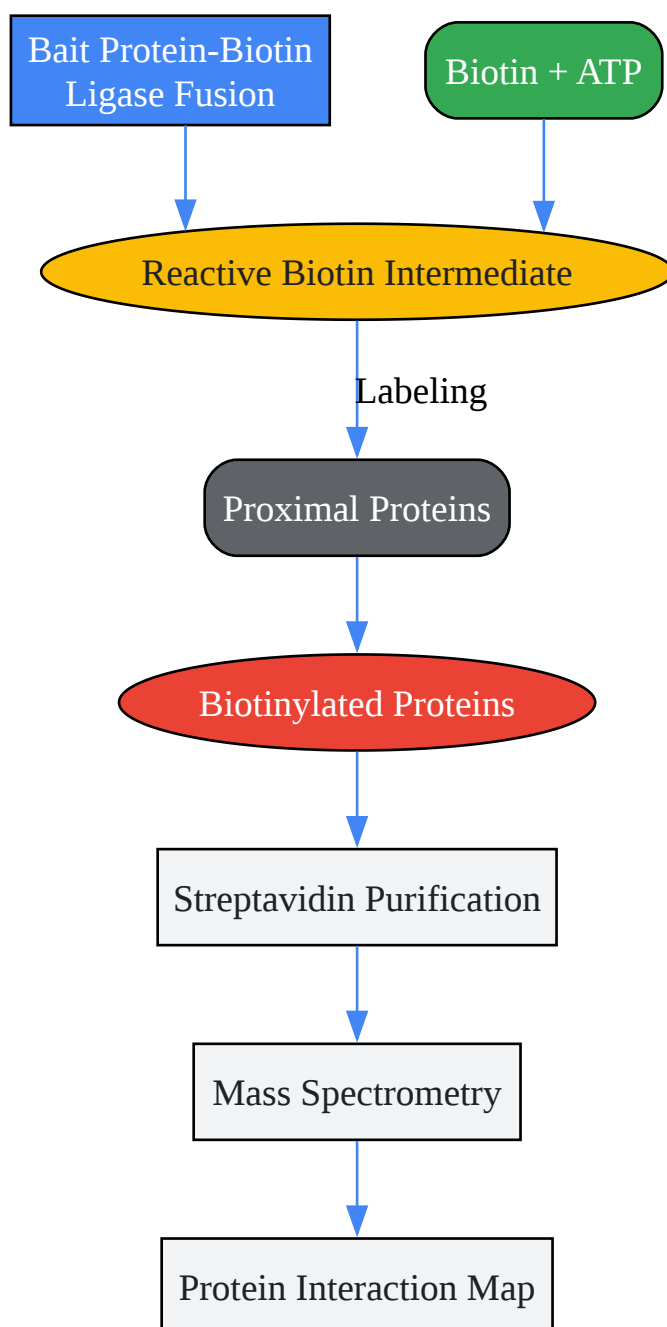 Bait Protein-Biotin
Ligase Fusion
Biotin + ATP
Reactive Biotin Intermediate
Labeling
Proximal Proteins
Biotinylated Proteins
Streptavidin Purification
Mass Spectrometry
Protein Interaction Map